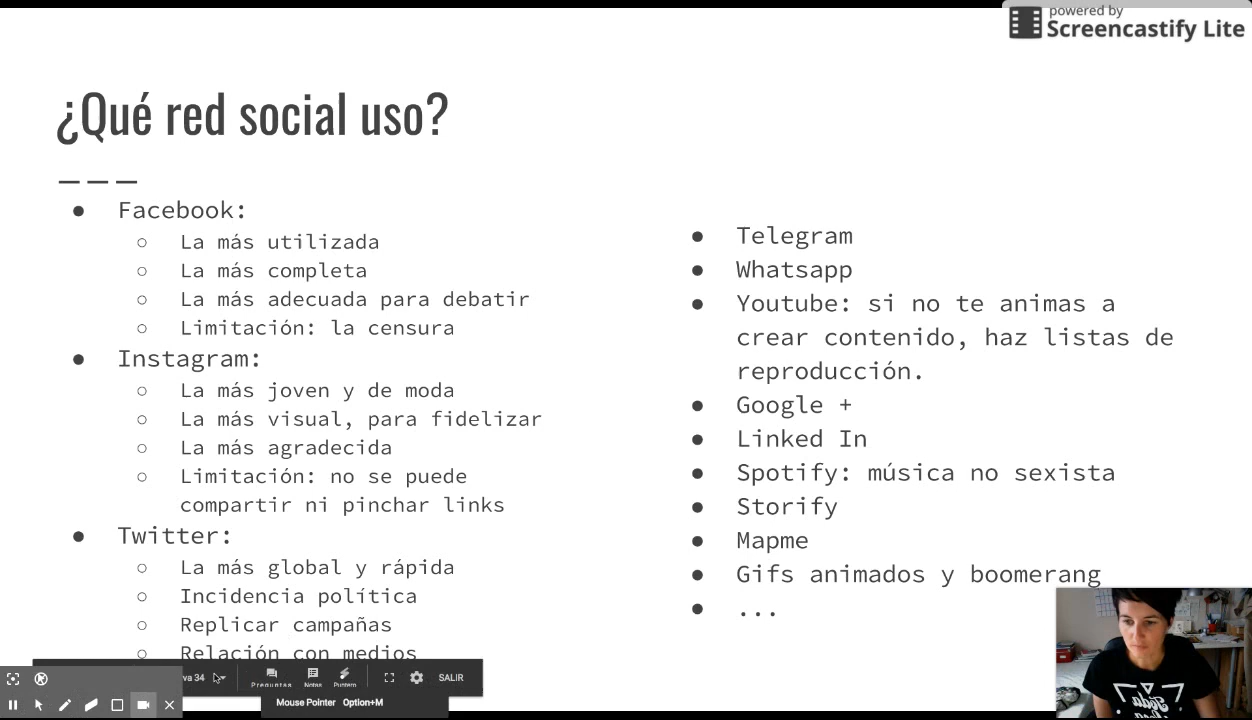 powered by
Screencastify Lite
¿Qué red social uso?
● Facebook:
○ La más utilizada
○ La más completa
○ La más adecuada para debatir
○ Limitación: la censura
● Instagram:
○ La más joven y de moda
○ La más visual, para fidelizar
○ La más agradecida
○ Limitación: no se puede
compartir ni pinchar links
● Twitter:
○ La más global y rápida
○ Incidencia política
○ Replicar campañas
○ Relación con medios
● Telegram
● Whatsapp
● Youtube: si no te animas a
crear contenido, haz listas de
reproducción.
● Google +
● Linked In
● Spotify: música no sexista
● Storify
● Mapme
● Gifs animados y boomerang
● ...
va 34
Preguntas
Notas
Puntero
SALIR
Mouse Pointer Option+M